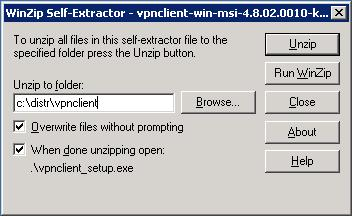 WinZip Self-Extractor - vpnclient-win-msi-4.8.02.0010-k...
To unzip all files in this self-extractor file to the
specified folder press the Unzip button.
Unzip to folder:
c:\distr\vpnclient
Browse...
Overwrite files without prompting
When done unzipping open:
.\vpnclient_setup.exe
Unzip
Run WinZip
Close
About
Help